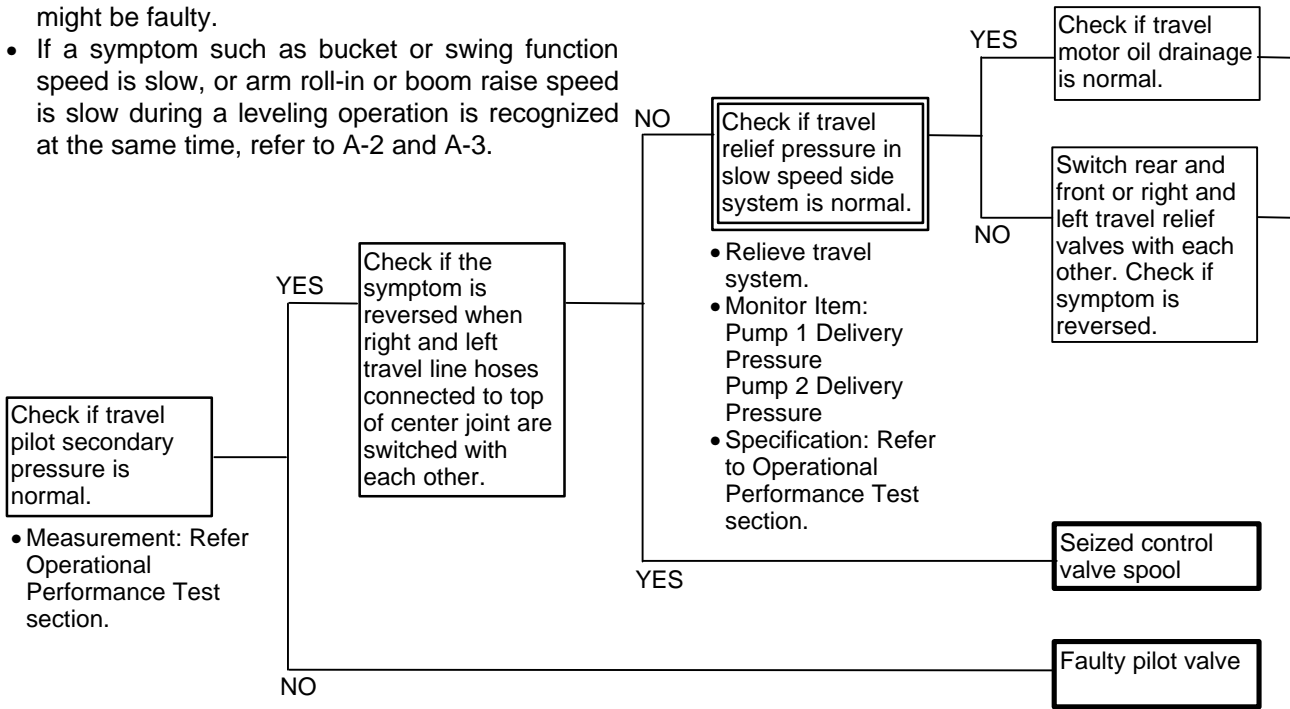 might be faulty.
• If a symptom such as bucket or swing function
speed is slow, or arm roll-in or boom raise speed
is slow during a leveling operation is recognized
at the same time, refer to A-2 and A-3.
Check if travel
pilot secondary
pressure is
normal.
• Measurement: Refer
Operational
Performance Test
section.
YES
NO
Check if the
symptom is
reversed when
right and left
travel line hoses
connected to top
of center joint are
switched with
each other.
NO
YES
Check if travel
relief pressure in
slow speed side
system is normal.
• Relieve travel
system.
• Monitor Item:
Pump 1 Delivery
Pressure
Pump 2 Delivery
Pressure
• Specification: Refer
to Operational
Performance Test
section.
YES
NO
Check if travel
motor oil drainage
is normal.
Switch rear and
front or right and
left travel relief
valves with each
other. Check if
symptom is
reversed.
Seized control
valve spool
Faulty pilot valve